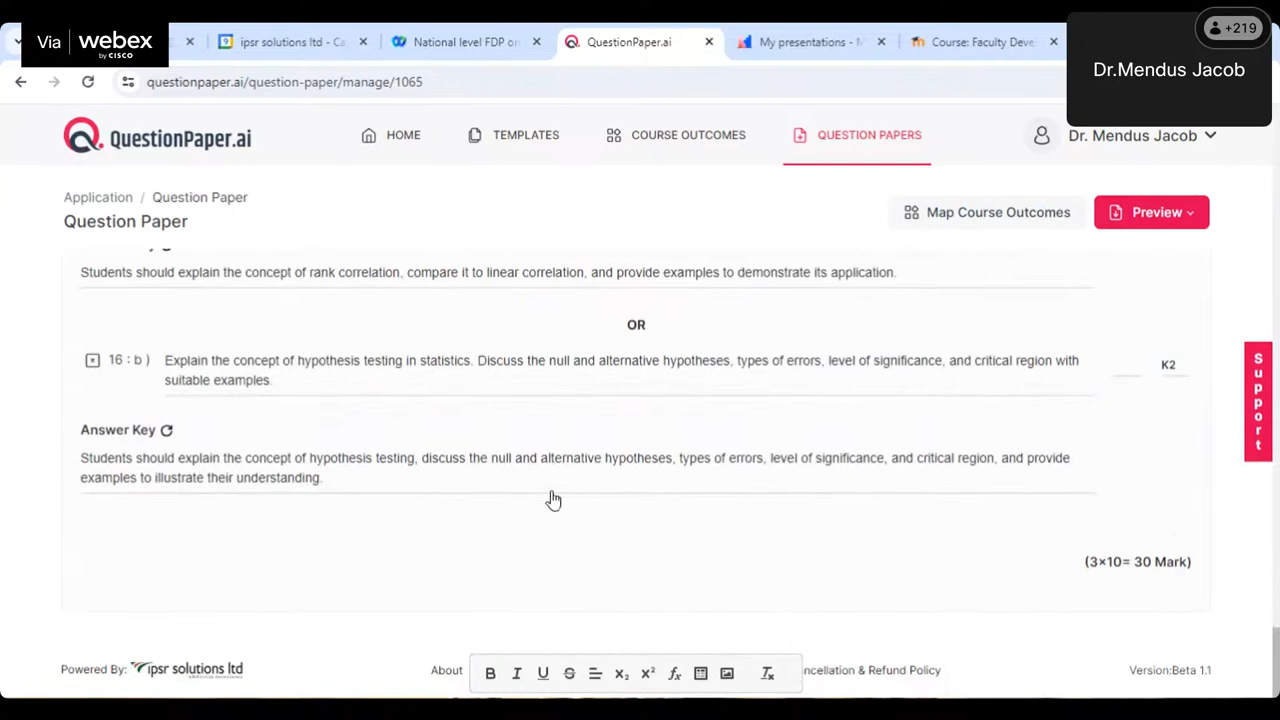 Via webex
by CISCO
ipsr solutions ltd - Ca
National level FDP on
QuestionPaper.ai
My presentations - M
Course: Faculty Deve
+219
Dr.Mendus Jacob
questionpaper.ai/question-paper/manage/1065
QuestionPaper.ai
HOME
TEMPLATES
COURSE OUTCOMES
QUESTION PAPERS
Dr. Mendus Jacob
Application / Question Paper
Question Paper
Map Course Outcomes
Preview
Students should explain the concept of rank correlation, compare it to linear correlation, and provide examples to demonstrate its application.
OR
16 : b ) Explain the concept of hypothesis testing in statistics. Discuss the null and alternative hypotheses, types of errors, level of significance, and critical region with
suitable examples.
K2
Answer Key
Students should explain the concept of hypothesis testing, discuss the null and alternative hypotheses, types of errors, level of significance, and critical region, and provide
examples to illustrate their understanding.
(3×10= 30 Mark)
Support
Powered By: ipsr solutions ltd
About
B I U S x₂ x² fx Tx
ncellation & Refund Policy
Version:Beta 1.1